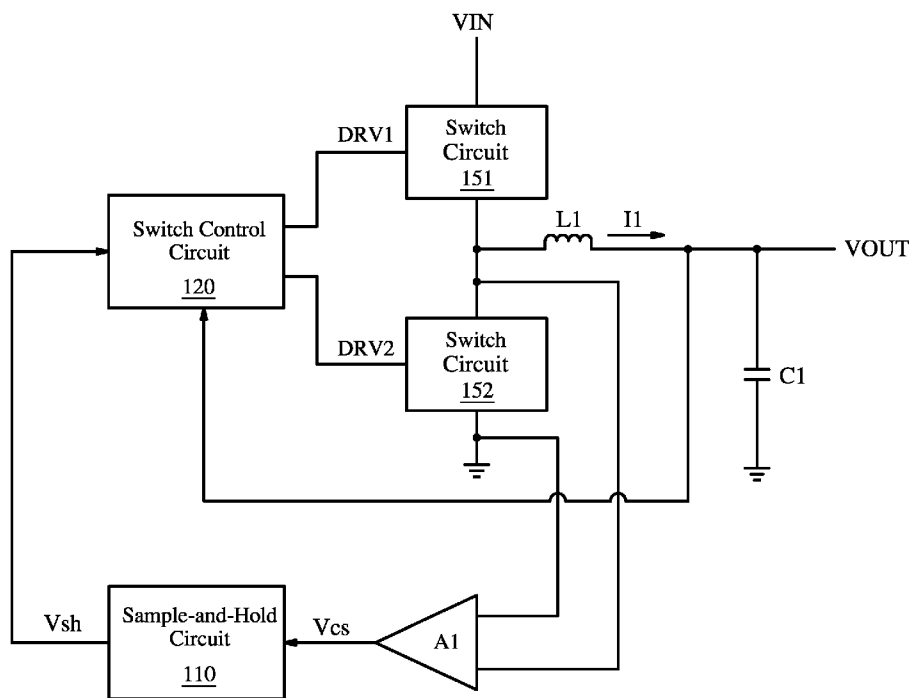 VIN
Switch
Circuit
151
DRV1
L1
I1
Switch Control
Circuit
120
VOUT
DRV2
Switch
Circuit
152
C1
Vsh
Sample-and-Hold
Circuit
110
Vcs
A1